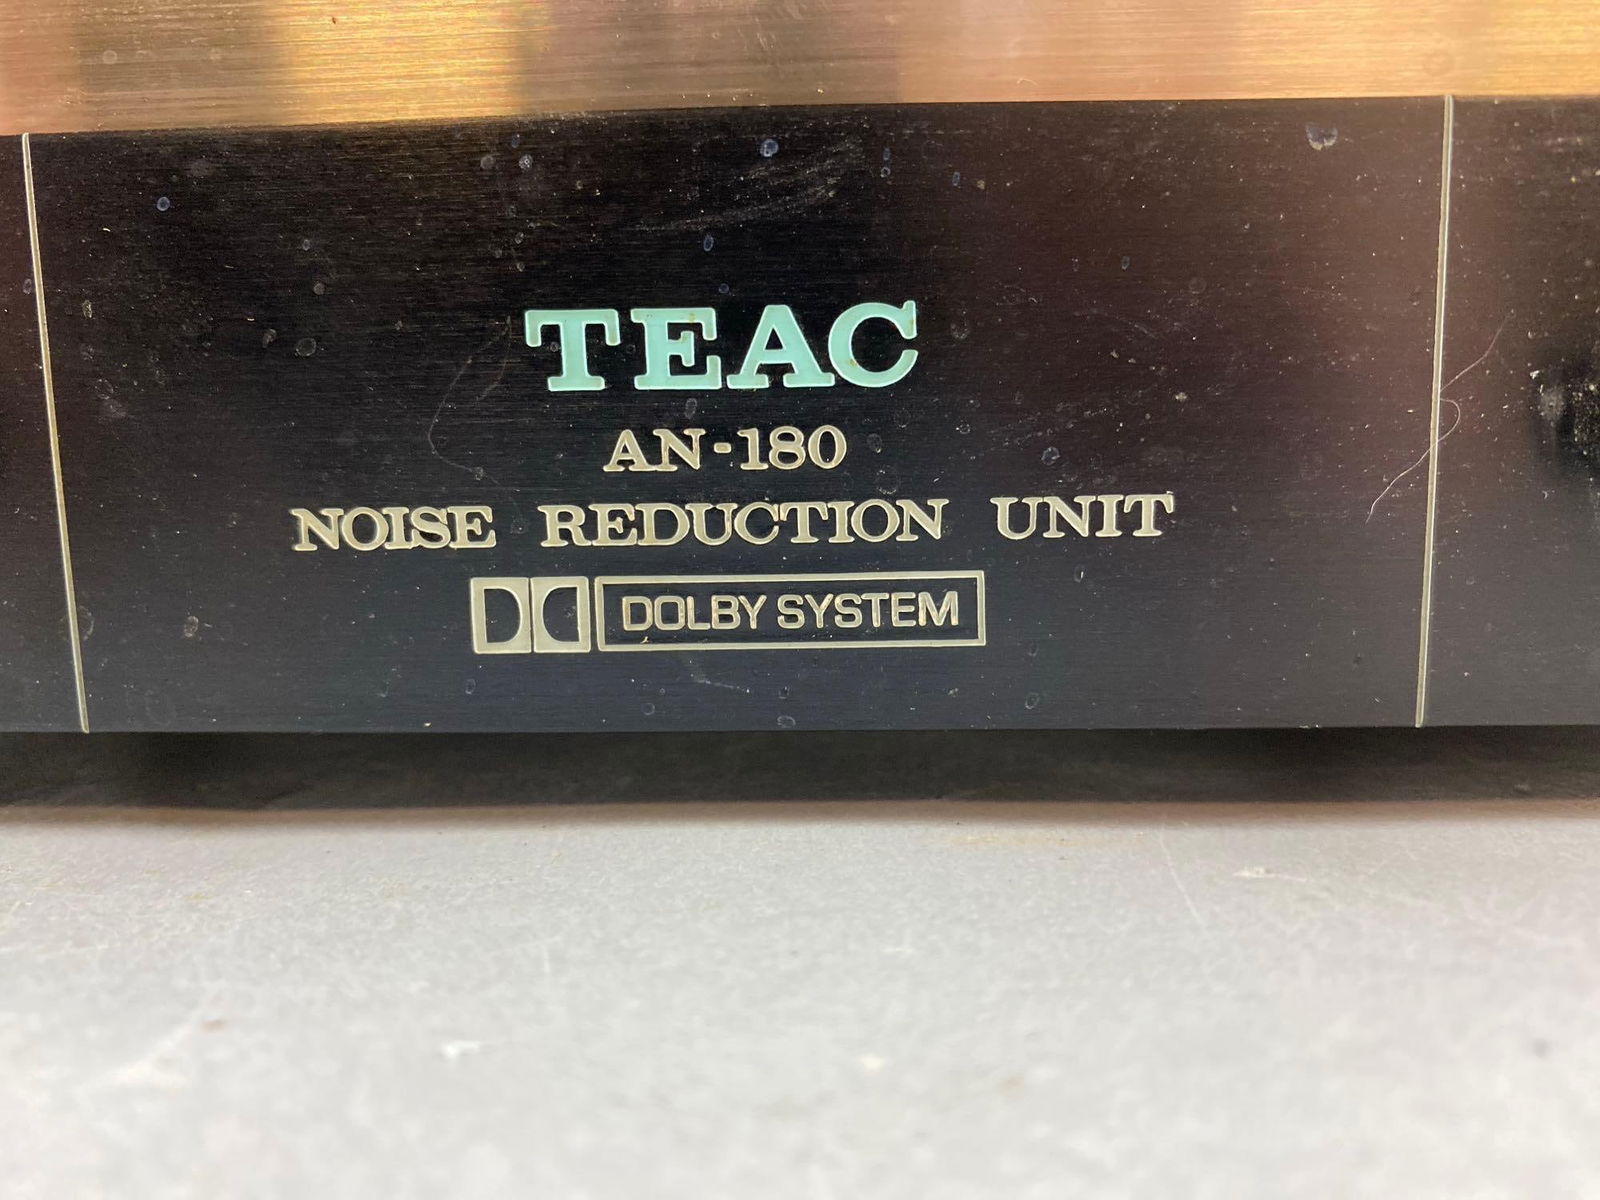 TEAC
AN-180
NOISE REDUCTION UNIT
DOLBY SYSTEM